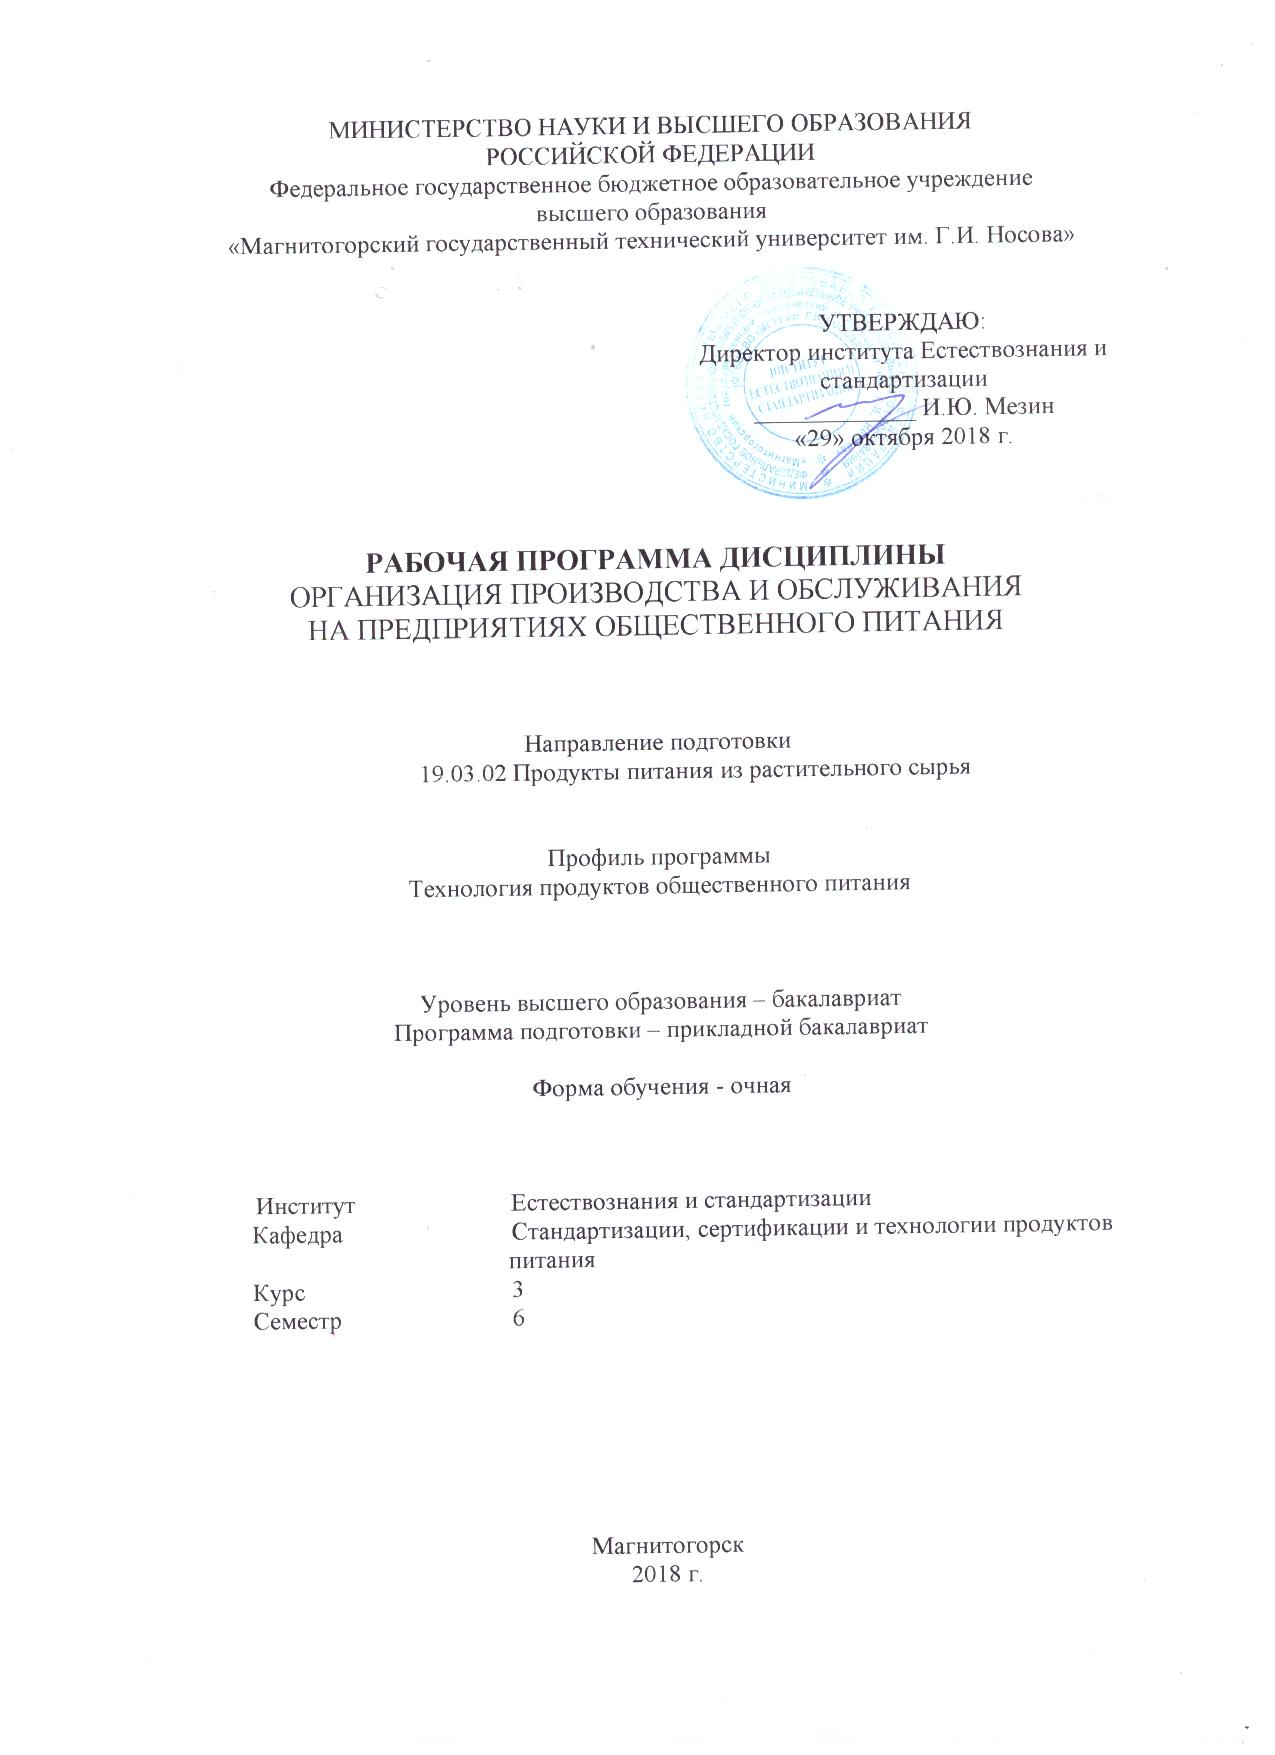 МИНИСТЕРСТВО НАУКИ И ВЫСШЕГО ОБРАЗОВАНИЯ
РОССИЙСКОЙ ФЕДЕРАЦИИ
Федеральное государственное бюджетное образовательное учреждение
высшего образования
«Магнитогорский государственный технический университет им. Г.И. Носова»
УТВЕРЖДАЮ:
Директор института Естествознания и
стандартизации
И.Ю. Мезин
«29» октября 2018 г.
РАБОЧАЯ ПРОГРАММА ДИСЦИПЛИНЫ
ОРГАНИЗАЦИЯ ПРОИЗВОДСТВА И ОБСЛУЖИВАНИЯ
НА ПРЕДПРИЯТИЯХ ОБЩЕСТВЕННОГО ПИТАНИЯ
Направление подготовки
19.03.02 Продукты питания из растительного сырья
Профиль программы
Технология продуктов общественного питания
Уровень высшего образования – бакалавриат
Программа подготовки – прикладной бакалавриат
Форма обучения - очная
Институт Естествознания и стандартизации
Кафедра Стандартизации, сертификации и технологии продуктов
питания
Курс 3
Семестр 6
Магнитогорск
2018 г.